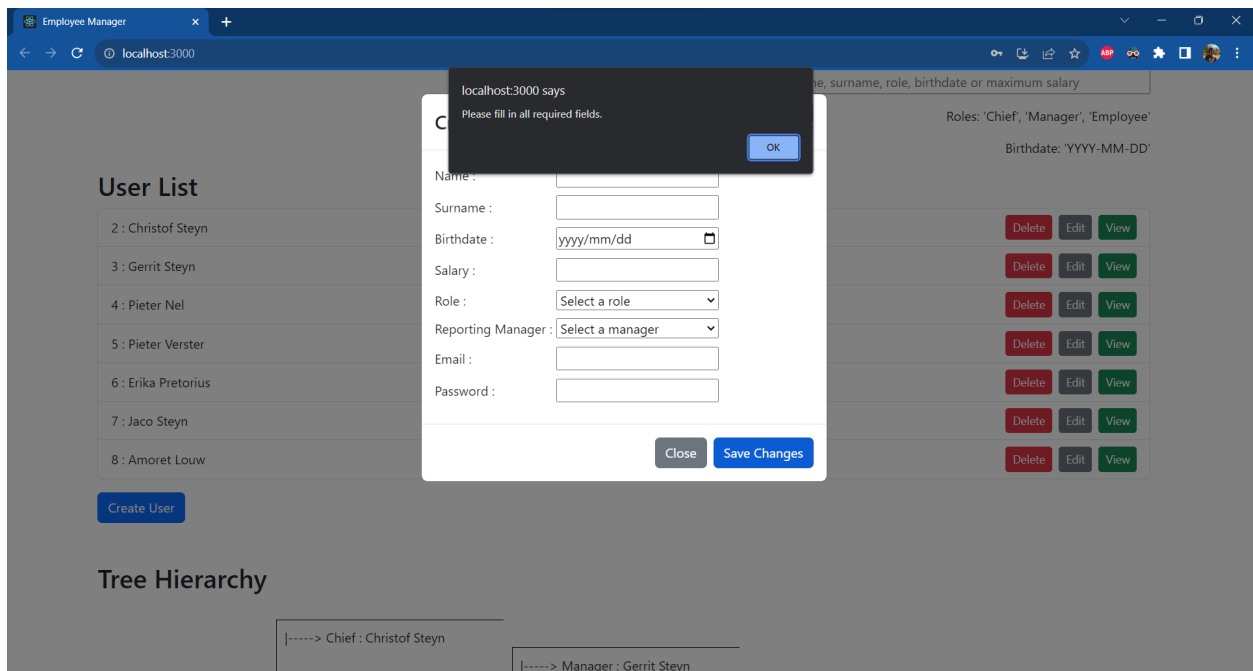 Employee Manager
localhost:3000
ABP
localhost:3000 says
Please fill in all required fields.
OK
surname, role, birthdate or maximum salary
Roles: 'Chief', 'Manager', 'Employee'
Birthdate: 'YYYY-MM-DD'
Name :
Surname :
Birthdate : yyyy/mm/dd
Salary :
Role : Select a role
Reporting Manager : Select a manager
Email :
Password :
Close Save Changes
User List
2 : Christof Steyn Delete Edit View
3 : Gerrit Steyn Delete Edit View
4 : Pieter Nel Delete Edit View
5 : Pieter Verster Delete Edit View
6 : Erika Pretorius Delete Edit View
7 : Jaco Steyn Delete Edit View
8 : Amoret Louw Delete Edit View
Create User
Tree Hierarchy
|-----> Chief : Christof Steyn
|-----> Manager : Gerrit Steyn